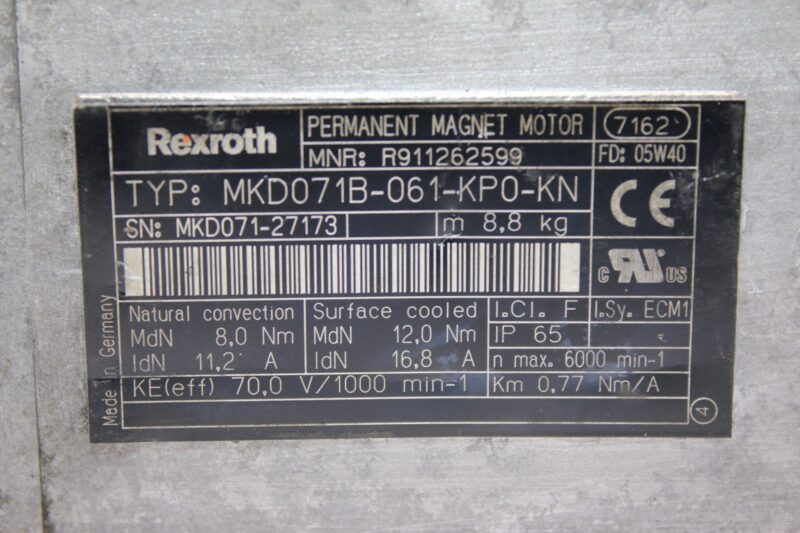 Rexroth
PERMANENT MAGNET MOTOR
7162
MNR: R911262599
FD: 05W40
TYP: MKD071B-061-KP0-KN
CE
SN: MKD071-27173
m 8,8 kg
c RU US
Natural convection
Surface cooled
I.Cl. F
I.Sy. ECM1
MdN 8,0 Nm
MdN 12,0 Nm
IP 65
IdN 11,2 A
IdN 16,8 A
n max. 6000 min-1
KE(eff) 70,0 V/1000 min-1
Km 0,77 Nm/A
Made in Germany
4